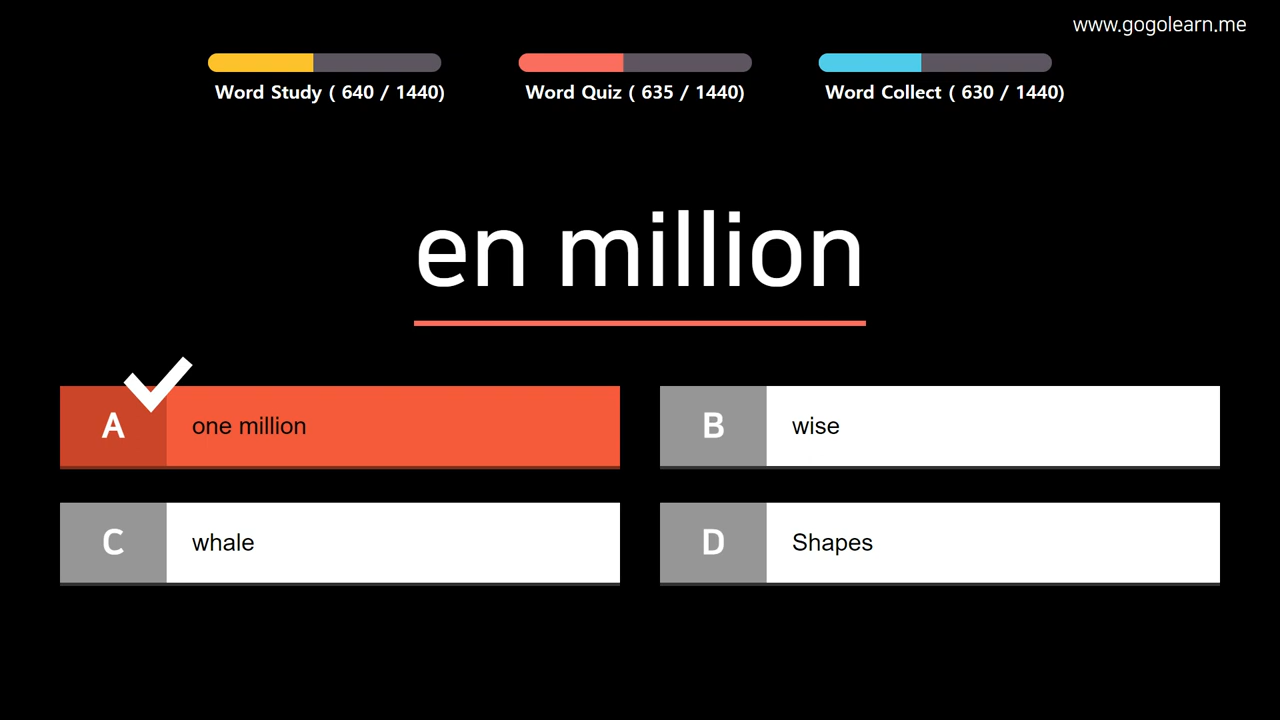 www.gogolearn.me
Word Study ( 640 / 1440)
Word Quiz ( 635 / 1440)
Word Collect ( 630 / 1440)
en million
A one million
B wise
C whale
D Shapes